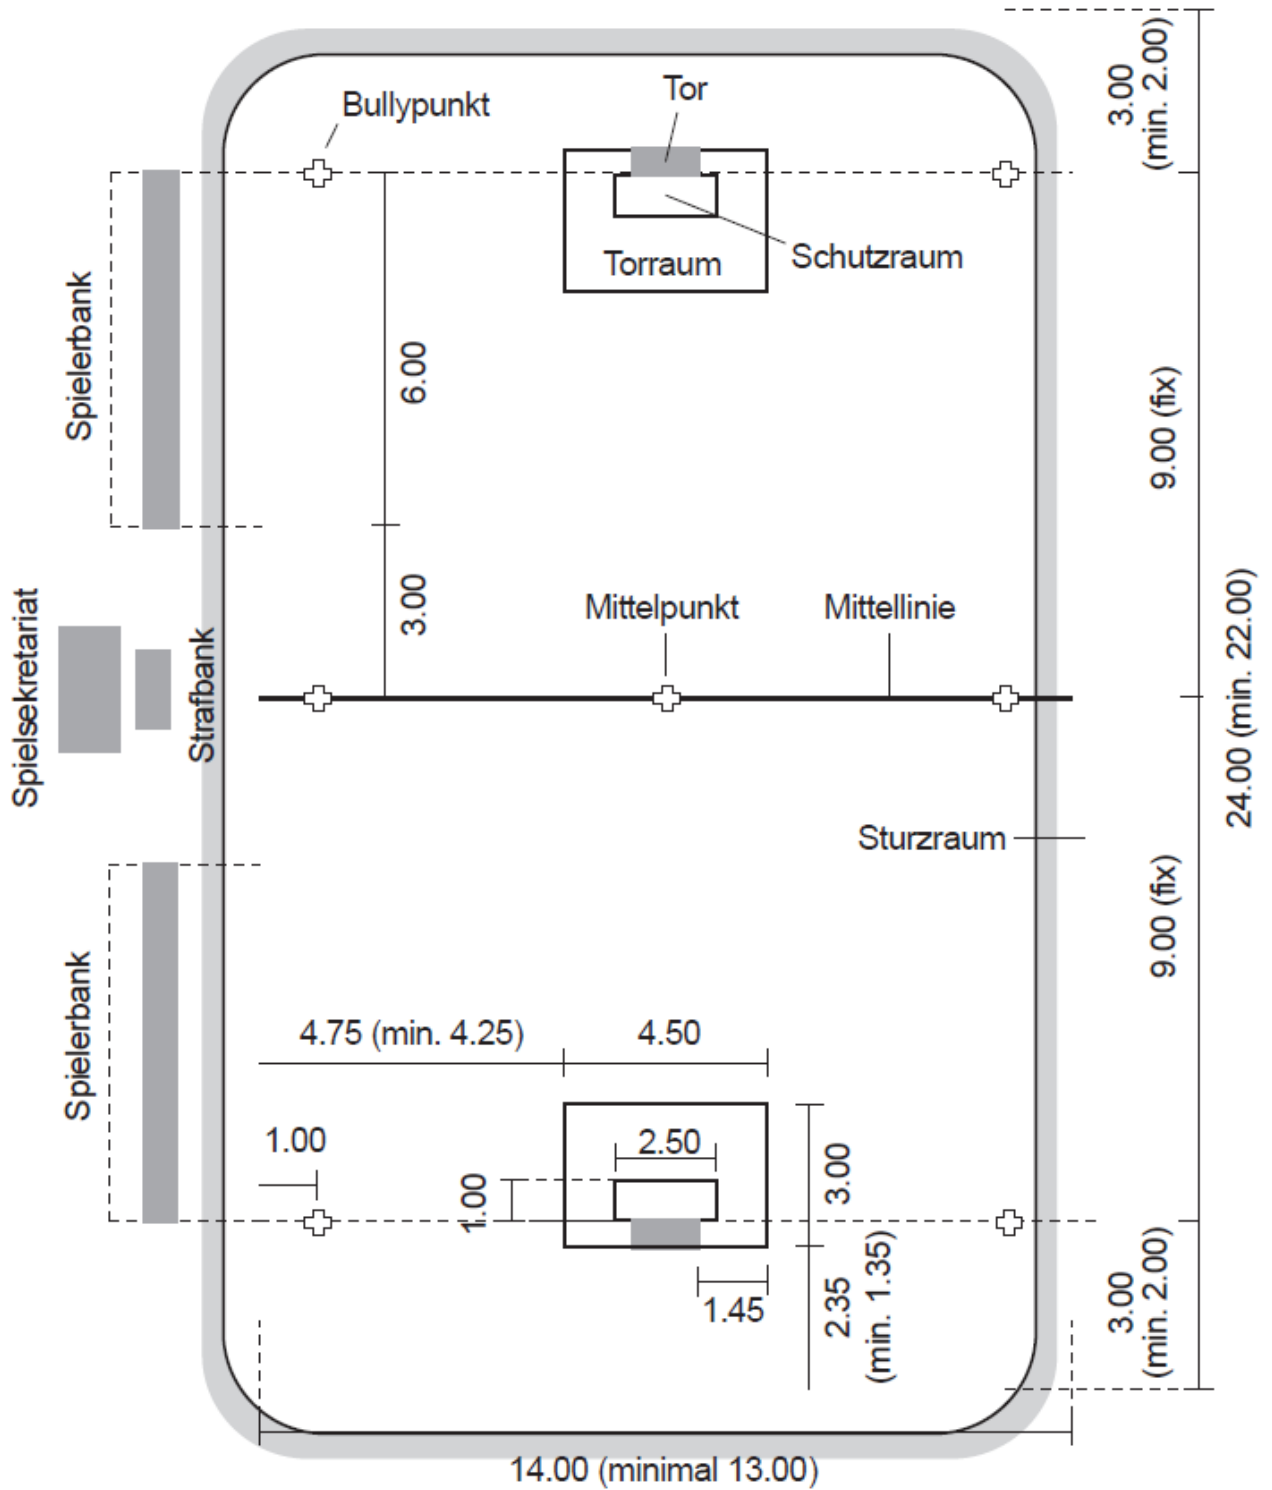 3.00
(min. 2.00)
Tor
Bullypunkt
Schutzraum
Torraum
Spielerbank
6.00
9.00 (fix)
3.00
Mittelpunkt
Mittellinie
Spielsekretariat
Strafbank
24.00 (min. 22.00)
Sturzraum
9.00 (fix)
Spielerbank
4.75 (min. 4.25)
4.50
1.00
2.50
3.00
1.00
2.35
(min. 1.35)
1.45
3.00
(min. 2.00)
14.00 (minimal 13.00)